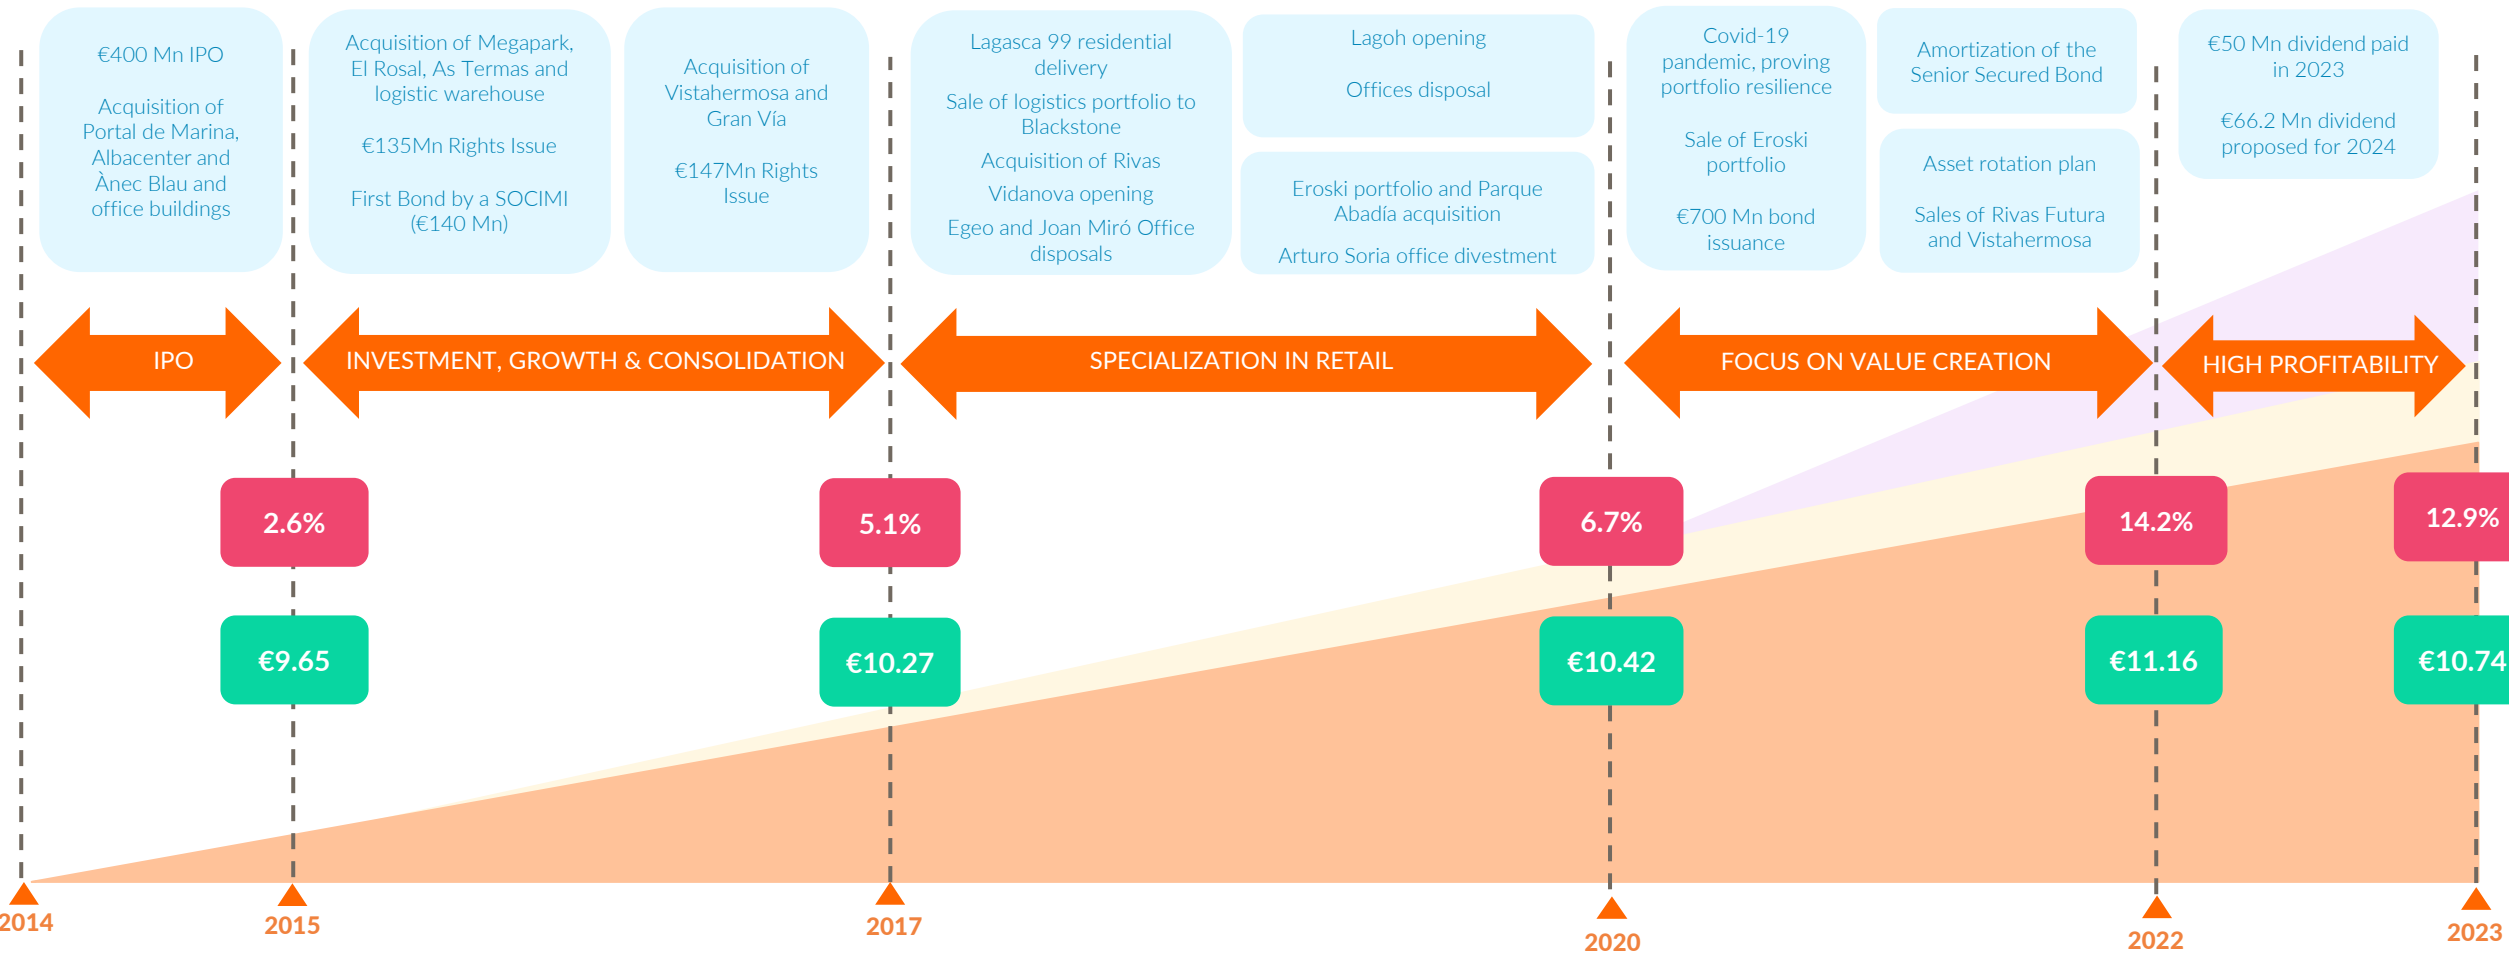 €400 Mn IPO
Acquisition of
Portal de Marina,
Albacenter and
Ànec Blau and
office buildings
Acquisition of Megapark,
El Rosal, As Termas and
logistic warehouse
€135Mn Rights Issue
First Bond by a SOCIMI
(€140 Mn)
Acquisition of
Vistahermosa and
Gran Vía
€147Mn Rights
Issue
Lagasca 99 residential
delivery
Sale of logistics portfolio to
Blackstone
Acquisition of Rivas
Vidanova opening
Egeo and Joan Miró Office
disposals
Lagoh opening
Offices disposal
Eroski portfolio and Parque
Abadía acquisition
Arturo Soria office divestment
Covid-19
pandemic, proving
portfolio resilience
Sale of Eroski
portfolio
€700 Mn bond
issuance
Amortization of the
Senior Secured Bond
Asset rotation plan
Sales of Rivas Futura
and Vistahermosa
€50 Mn dividend paid
in 2023
€66.2 Mn dividend
proposed for 2024
IPO
INVESTMENT, GROWTH & CONSOLIDATION
SPECIALIZATION IN RETAIL
FOCUS ON VALUE CREATION
HIGH PROFITABILITY
2.6%
5.1%
6.7%
14.2%
12.9%
€9.65
€10.27
€10.42
€11.16
€10.74
2014
2015
2017
2020
2022
2023